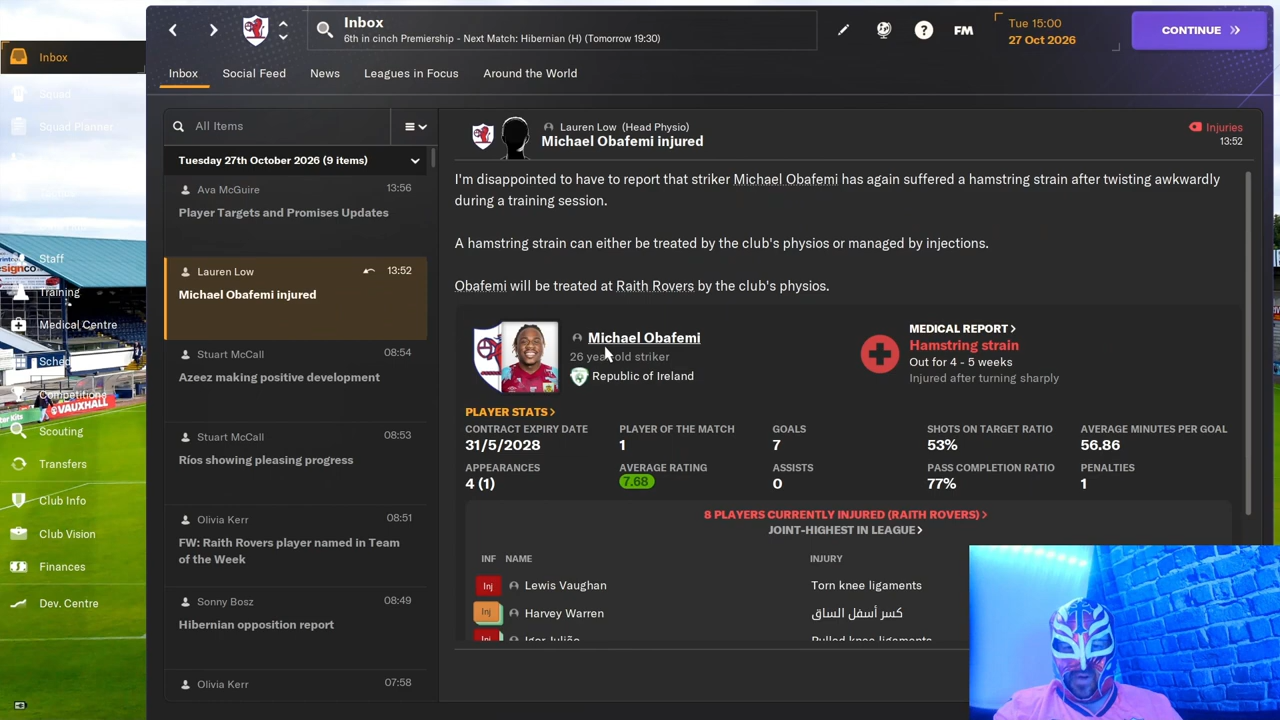 Inbox
6th in cinch Premiership - Next Match: Hibernian (H) (Tomorrow 19:30)
FM
Tue 15:00
27 Oct 2026
CONTINUE
Inbox
Squad
Squad Planner
Staff
Training
Medical Centre
Sched
Competitions
Scouting
Transfers
Club Info
Club Vision
Finances
Dev. Centre
VAUXHALL
Inbox
Social Feed
News
Leagues in Focus
Around the World
All Items
Tuesday 27th October 2026 (9 items)
Ava McGuire
13:56
Player Targets and Promises Updates
Lauren Low
13:52
Michael Obafemi injured
Stuart McCall
08:54
Azeez making positive development
Stuart McCall
08:53
Ríos showing pleasing progress
Olivia Kerr
08:51
FW: Raith Rovers player named in Team
of the Week
Sonny Bosz
08:49
Hibernian opposition report
Olivia Kerr
07:58
Lauren Low (Head Physio)
Michael Obafemi injured
Injuries
13:52
I'm disappointed to have to report that striker Michael Obafemi has again suffered a hamstring strain after twisting awkwardly
during a training session.
A hamstring strain can either be treated by the club's physios or managed by injections.
Obafemi will be treated at Raith Rovers by the club's physios.
Michael Obafemi
26 year old striker
Republic of Ireland
MEDICAL REPORT >
Hamstring strain
Out for 4 - 5 weeks
Injured after turning sharply
PLAYER STATS >
CONTRACT EXPIRY DATE
31/5/2028
PLAYER OF THE MATCH
1
GOALS
7
SHOTS ON TARGET RATIO
53%
AVERAGE MINUTES PER GOAL
56.86
APPEARANCES
4 (1)
AVERAGE RATING
7.68
ASSISTS
0
PASS COMPLETION RATIO
77%
PENALTIES
1
8 PLAYERS CURRENTLY INJURED (RAITH ROVERS) >
JOINT-HIGHEST IN LEAGUE >
INF
NAME
INJURY
Inj
Lewis Vaughan
Torn knee ligaments
Inj
Harvey Warren
كسر أسفل الساق
Inj
Igor Julião
Pulled knee ligaments